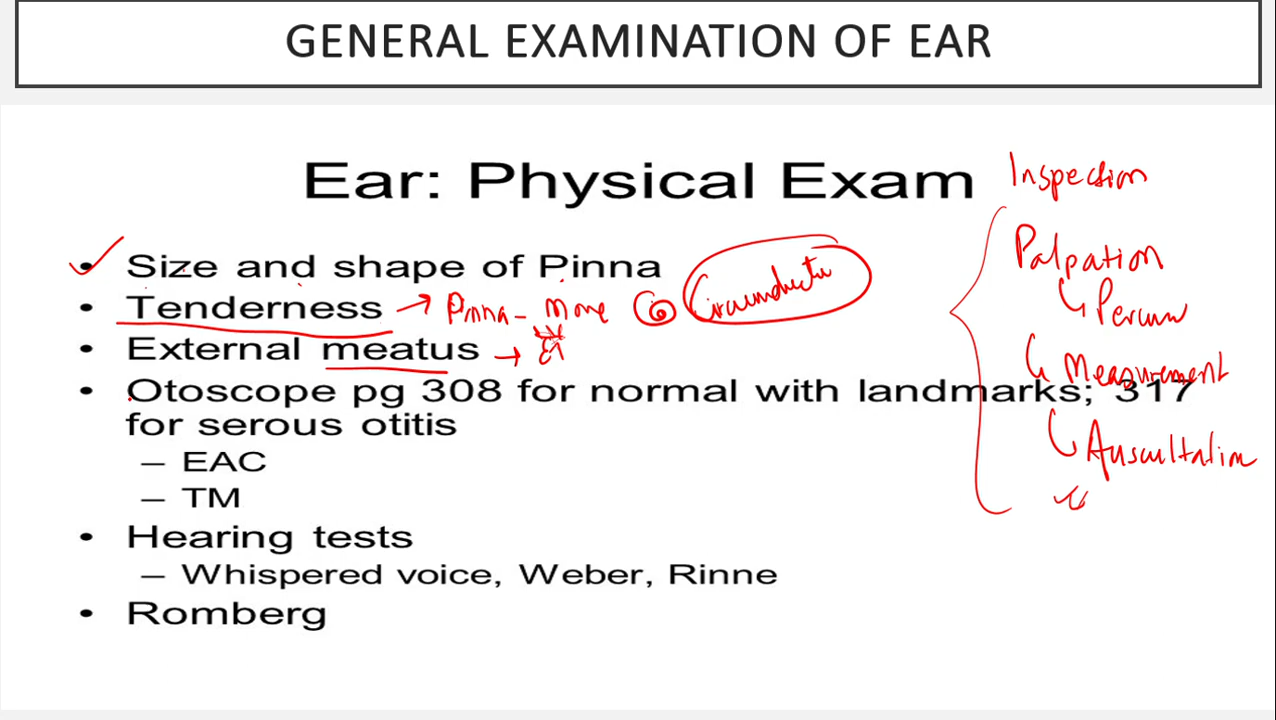 GENERAL EXAMINATION OF EAR
Ear: Physical Exam
Inspection
• Size and shape of Pinna
Palpation
• Tenderness → Pinna - Move
• External meatus →
Measurement
• Otoscope pg 308 for normal with landmarks; 317
for serous otitis
Auscultation
– EAC
– TM
• Hearing tests
– Whispered voice, Weber, Rinne
• Romberg